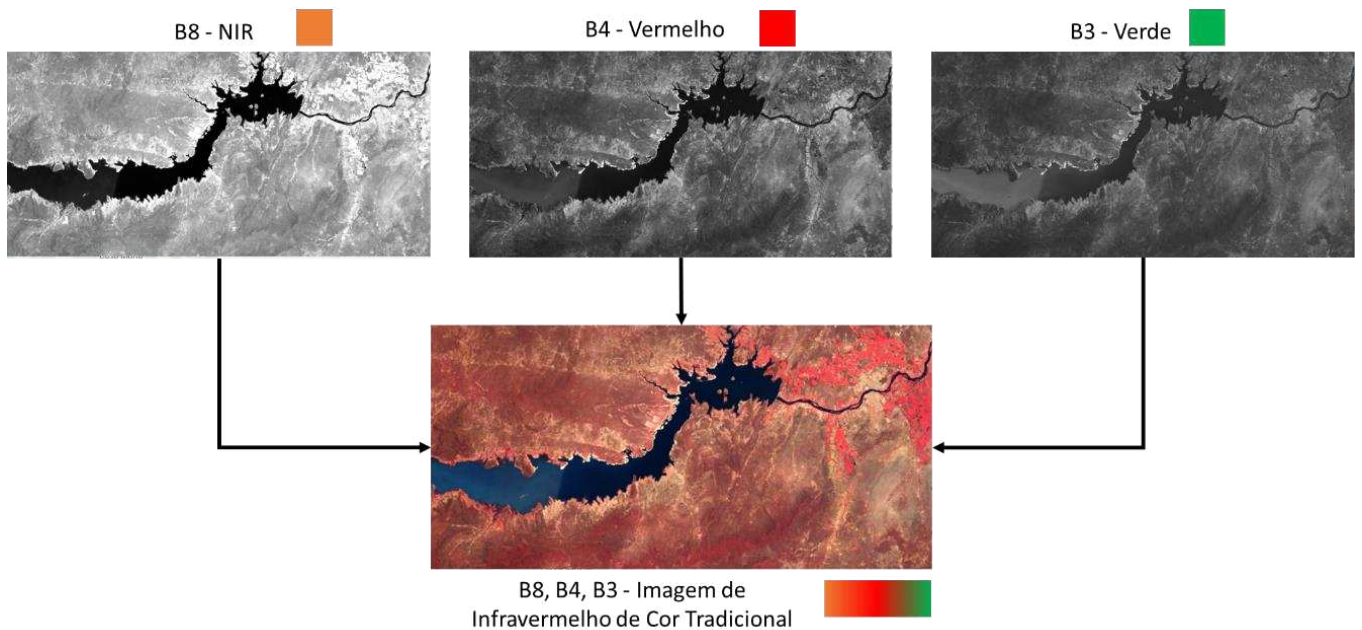 B8 - NIR
B4 - Vermelho
B3 - Verde
B8, B4, B3 - Imagem de
Infravermelho de Cor Tradicional